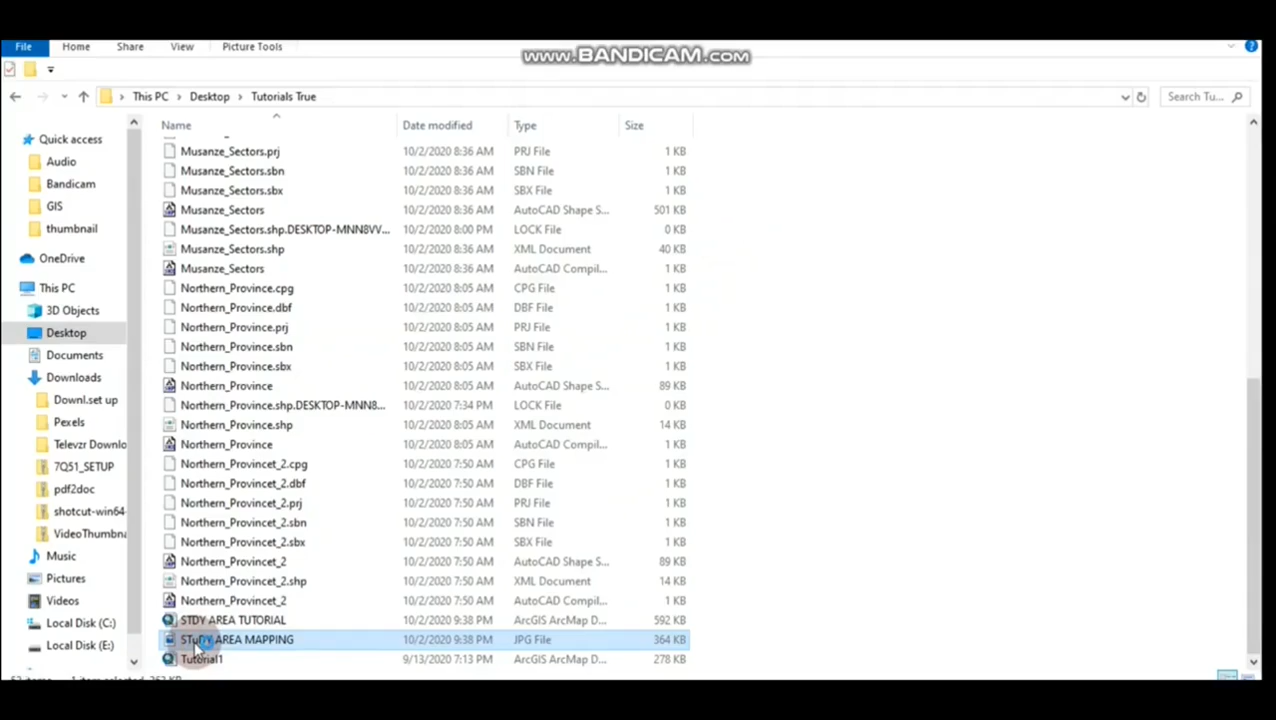 File Home Share View Picture Tools
www.BANDICAM.com
This PC > Desktop > Tutorials True
Search Tu...
Name Date modified Type Size
Quick access
Audio
Bandicam
GIS
thumbnail
OneDrive
This PC
3D Objects
Desktop
Documents
Downloads
Downl.set up
Pexels
Televzr Downlo
7Q51_SETUP
pdf2doc
shotcut-win64-
VideoThumbna
Music
Pictures
Videos
Local Disk (C:)
Local Disk (E:)
Musanze_Sectors.prj 10/2/2020 8:36 AM PRJ File 1 KB
Musanze_Sectors.sbn 10/2/2020 8:36 AM SBN File 1 KB
Musanze_Sectors.sbx 10/2/2020 8:36 AM SBX File 1 KB
Musanze_Sectors 10/2/2020 8:36 AM AutoCAD Shape S... 501 KB
Musanze_Sectors.shp.DESKTOP-MNN8VV... 10/2/2020 8:00 PM LOCK File 0 KB
Musanze_Sectors.shp 10/2/2020 8:36 AM XML Document 40 KB
Musanze_Sectors 10/2/2020 8:36 AM AutoCAD Compil... 1 KB
Northern_Province.cpg 10/2/2020 8:05 AM CPG File 1 KB
Northern_Province.dbf 10/2/2020 8:05 AM DBF File 1 KB
Northern_Province.prj 10/2/2020 8:05 AM PRJ File 1 KB
Northern_Province.sbn 10/2/2020 8:05 AM SBN File 1 KB
Northern_Province.sbx 10/2/2020 8:05 AM SBX File 1 KB
Northern_Province 10/2/2020 8:05 AM AutoCAD Shape S... 89 KB
Northern_Province.shp.DESKTOP-MNN8... 10/2/2020 7:34 PM LOCK File 0 KB
Northern_Province.shp 10/2/2020 8:05 AM XML Document 14 KB
Northern_Province 10/2/2020 8:05 AM AutoCAD Compil... 1 KB
Northern_Provincet_2.cpg 10/2/2020 7:50 AM CPG File 1 KB
Northern_Provincet_2.dbf 10/2/2020 7:50 AM DBF File 1 KB
Northern_Provincet_2.prj 10/2/2020 7:50 AM PRJ File 1 KB
Northern_Provincet_2.sbn 10/2/2020 7:50 AM SBN File 1 KB
Northern_Provincet_2.sbx 10/2/2020 7:50 AM SBX File 1 KB
Northern_Provincet_2 10/2/2020 7:50 AM AutoCAD Shape S... 89 KB
Northern_Provincet_2.shp 10/2/2020 7:50 AM XML Document 14 KB
Northern_Provincet_2 10/2/2020 7:50 AM AutoCAD Compil... 1 KB
STDY AREA TUTORIAL 10/2/2020 9:38 PM ArcGIS ArcMap D... 592 KB
STuDY AREA MAPPING 10/2/2020 9:38 PM JPG File 364 KB
Tutorial1 9/13/2020 7:13 PM ArcGIS ArcMap D... 278 KB